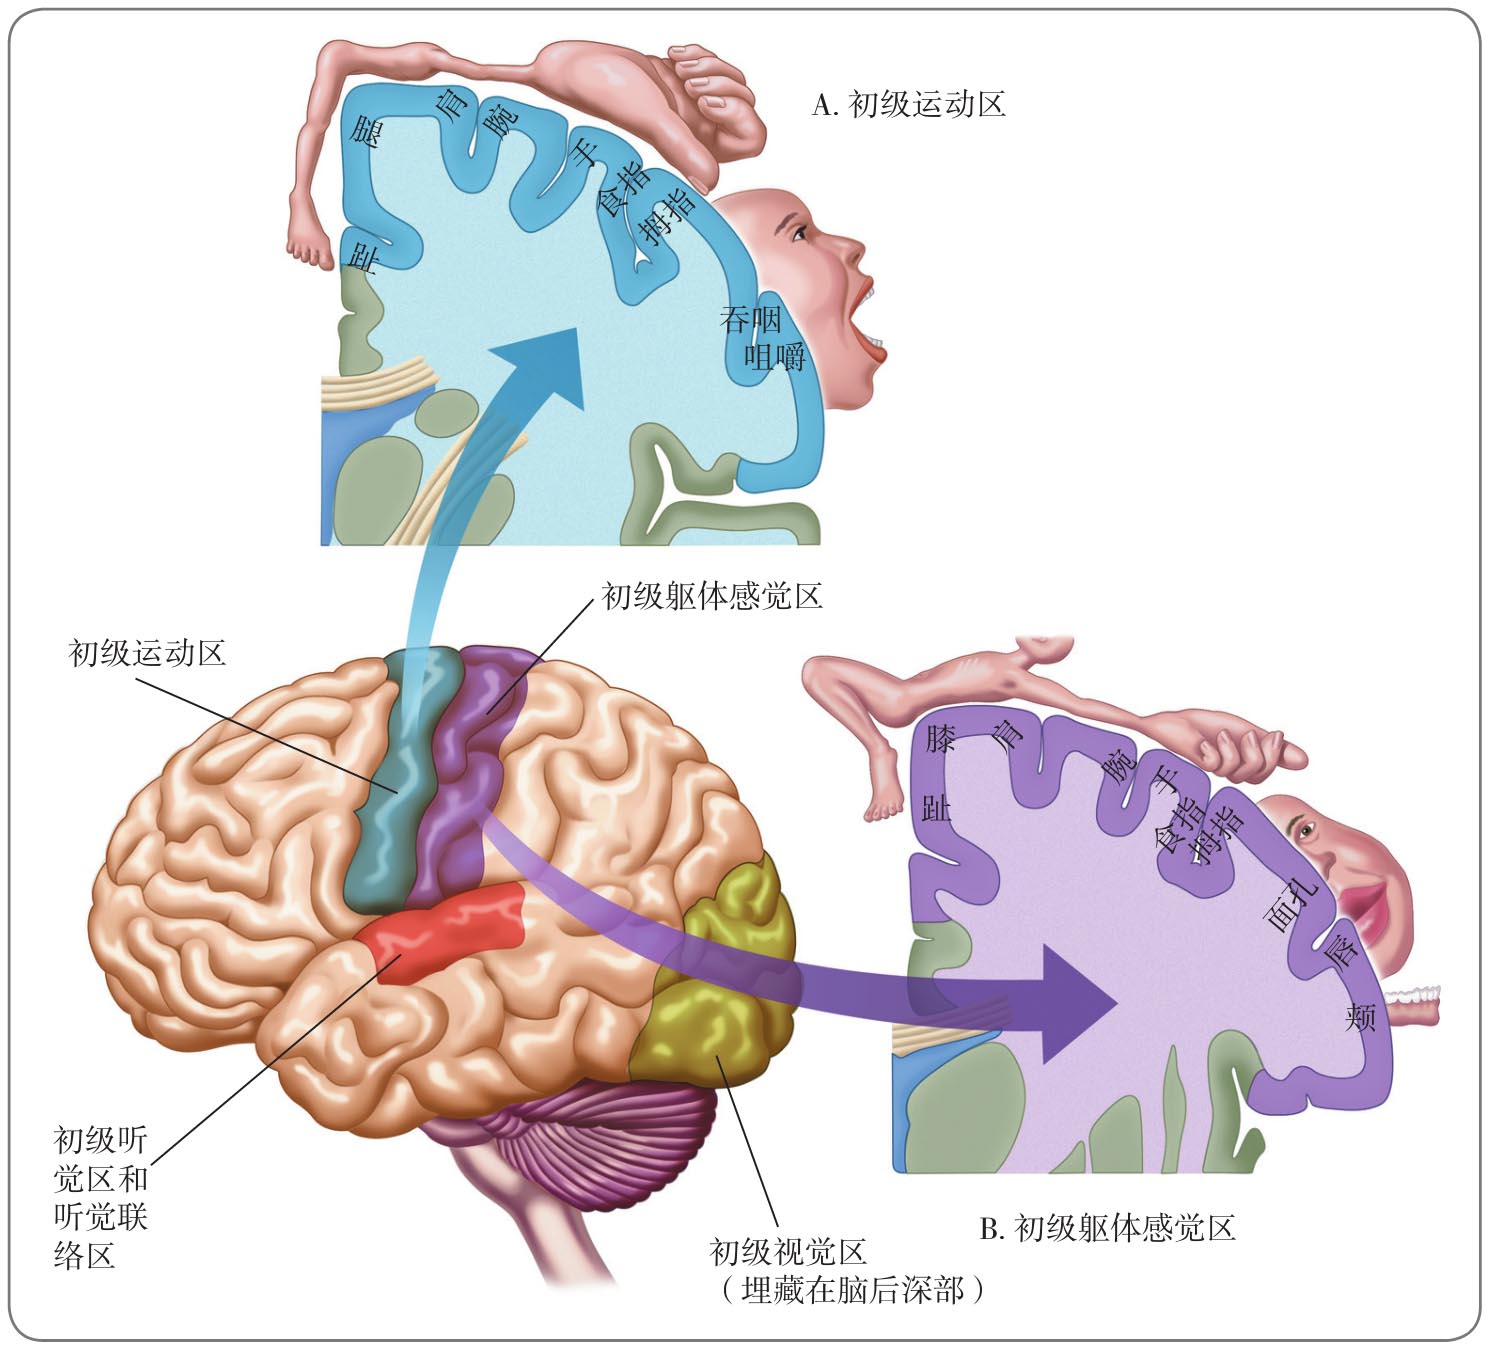 A. 初级运动区
腿
肩
腕
手
食指
拇指
趾
吞咽
咀嚼
初级躯体感觉区
初级运动区
膝
肩
腕
手
食指
拇指
趾
面孔
唇
颊
初级听
觉区和
听觉联
络区
初级视觉区
（埋藏在脑后深部）
B. 初级躯体感觉区